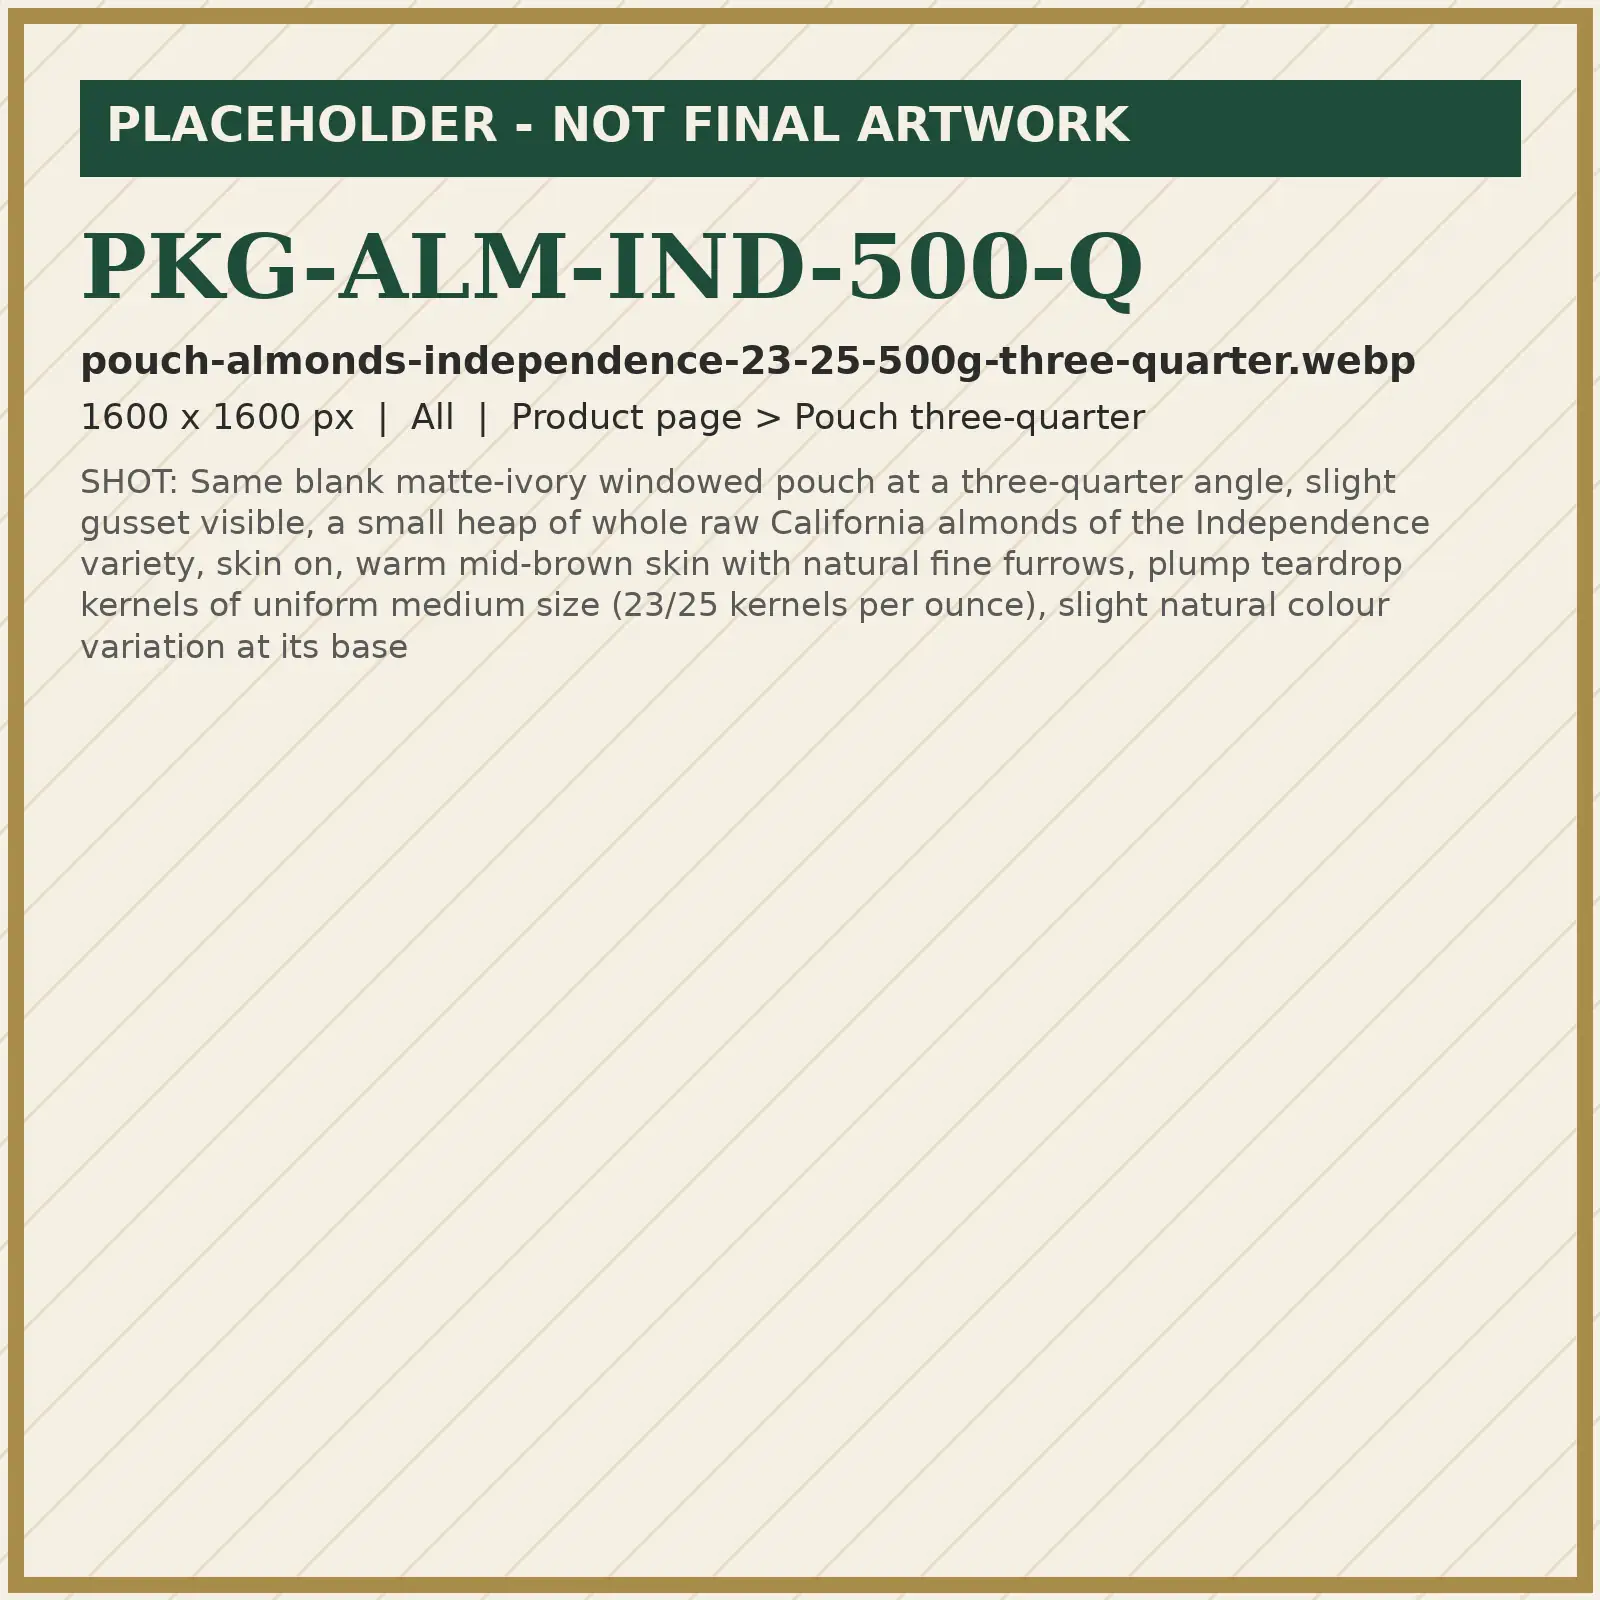 PLACEHOLDER - NOT FINAL ARTWORK
PKG-ALM-IND-500-Q
pouch-almonds-independence-23-25-500g-three-quarter.webp
1600 x 1600 px | All | Product page > Pouch three-quarter
SHOT: Same blank matte-ivory windowed pouch at a three-quarter angle, slight
gusset visible, a small heap of whole raw California almonds of the Independence
variety, skin on, warm mid-brown skin with natural fine furrows, plump teardrop
kernels of uniform medium size (23/25 kernels per ounce), slight natural colour
variation at its base